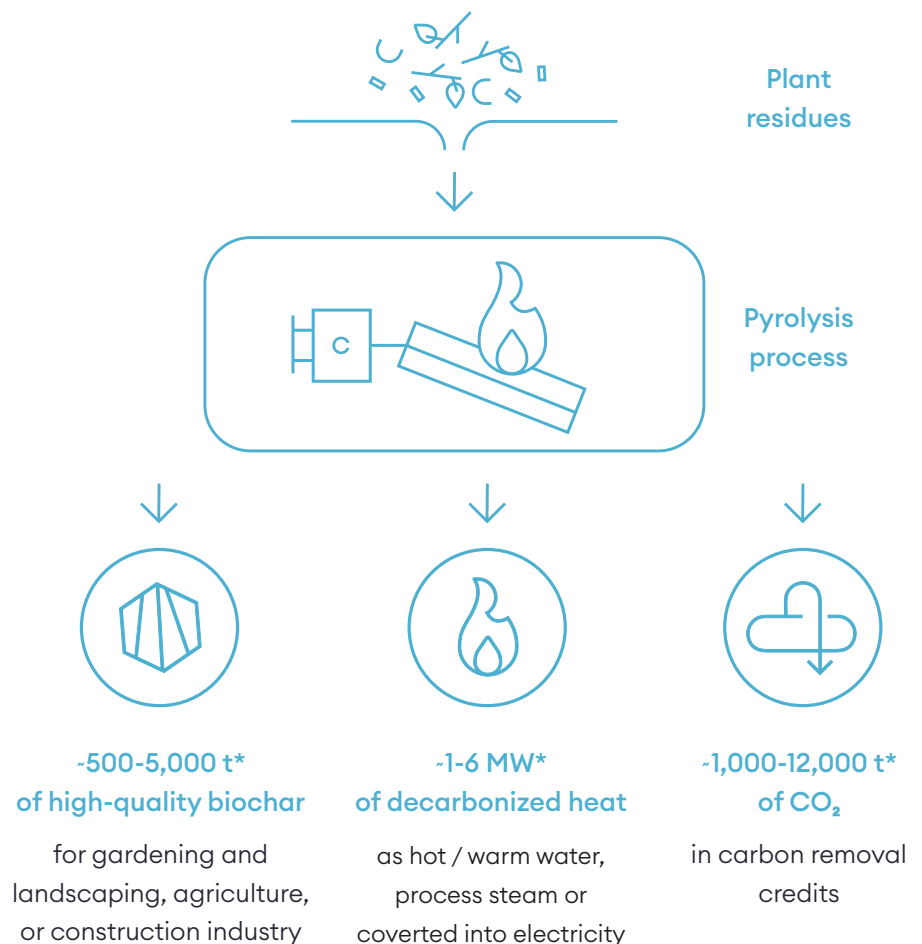 Plant
residues
Pyrolysis
process
C
~500-5,000 t*
of high-quality biochar
for gardening and
landscaping, agriculture,
or construction industry
~1-6 MW*
of decarbonized heat
as hot / warm water,
process steam or
coverted into electricity
~1,000-12,000 t*
of CO₂
in carbon removal
credits